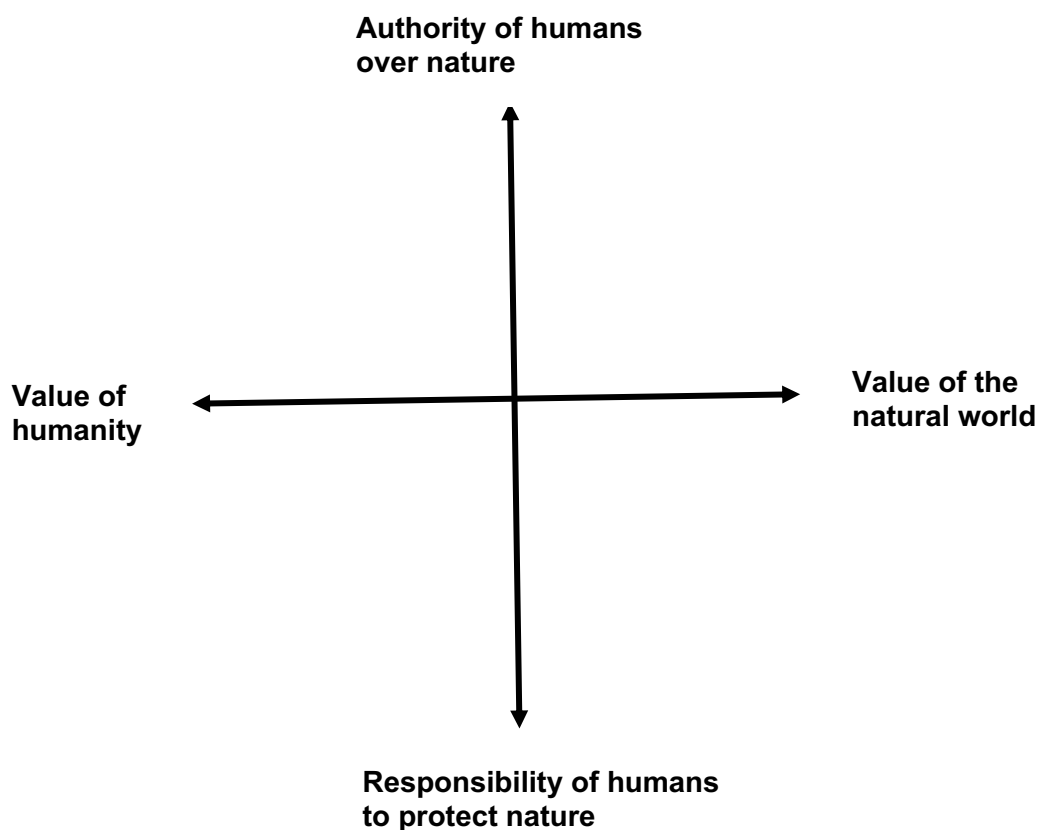 Authority of humans
over nature
Value of
humanity
Value of the
natural world
Responsibility of humans
to protect nature